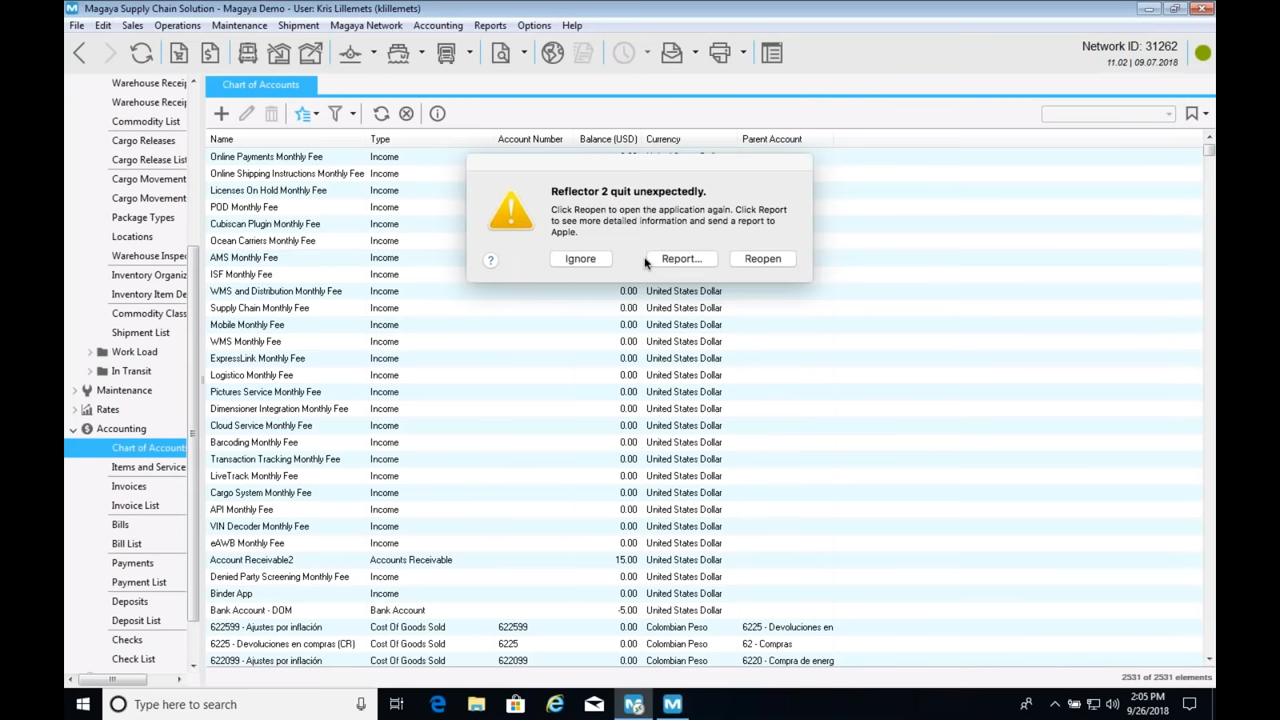 Magaya Supply Chain Solution - Magaya Demo - User: Kris Lillemets (klillemets)
File Edit Sales Operations Maintenance Shipment Magaya Network Accounting Reports Options Help
Network ID: 31262
11.02 | 09.07.2018
Warehouse Receip
Warehouse Receip
Commodity List
Cargo Releases
Cargo Release List
Cargo Movement
Cargo Movement
Package Types
Locations
Warehouse Inspec
Inventory Organiz
Inventory Item De
Commodity Class
Shipment List
Work Load
In Transit
Maintenance
Rates
Accounting
Chart of Accounts
Items and Service
Invoices
Invoice List
Bills
Bill List
Payments
Payment List
Deposits
Deposit List
Checks
Check List
Chart of Accounts
Name Type Account Number Balance (USD) Currency Parent Account
Online Payments Monthly Fee Income
Online Shipping Instructions Monthly Fee Income
Licenses On Hold Monthly Fee Income
POD Monthly Fee Income
Cubiscan Plugin Monthly Fee Income
Ocean Carriers Monthly Fee Income
AMS Monthly Fee Income
ISF Monthly Fee Income
WMS and Distribution Monthly Fee Income 0.00 United States Dollar
Supply Chain Monthly Fee Income 0.00 United States Dollar
Mobile Monthly Fee Income 0.00 United States Dollar
WMS Monthly Fee Income 0.00 United States Dollar
ExpressLink Monthly Fee Income 0.00 United States Dollar
Logistico Monthly Fee Income 0.00 United States Dollar
Pictures Service Monthly Fee Income 0.00 United States Dollar
Dimensioner Integration Monthly Fee Income 0.00 United States Dollar
Cloud Service Monthly Fee Income 0.00 United States Dollar
Barcoding Monthly Fee Income 0.00 United States Dollar
Transaction Tracking Monthly Fee Income 0.00 United States Dollar
LiveTrack Monthly Fee Income 0.00 United States Dollar
Cargo System Monthly Fee Income 0.00 United States Dollar
API Monthly Fee Income 0.00 United States Dollar
VIN Decoder Monthly Fee Income 0.00 United States Dollar
eAWB Monthly Fee Income 0.00 United States Dollar
Account Receivable2 Accounts Receivable 15.00 United States Dollar
Denied Party Screening Monthly Fee Income 0.00 United States Dollar
Binder App Income 0.00 United States Dollar
Bank Account - DOM Bank Account -5.00 United States Dollar
622599 - Ajustes por inflación Cost Of Goods Sold 622599 0.00 Colombian Peso 6225 - Devoluciones en
6225 - Devoluciones en compras (CR) Cost Of Goods Sold 6225 0.00 Colombian Peso 62 - Compras
622099 - Ajustes por inflación Cost Of Goods Sold 622099 0.00 Colombian Peso 6220 - Compra de energ
2531 of 2531 elements
Reflector 2 quit unexpectedly.
Click Reopen to open the application again. Click Report
to see more detailed information and send a report to
Apple.
? Ignore Report... Reopen
Type here to search
2:05 PM
9/26/2018